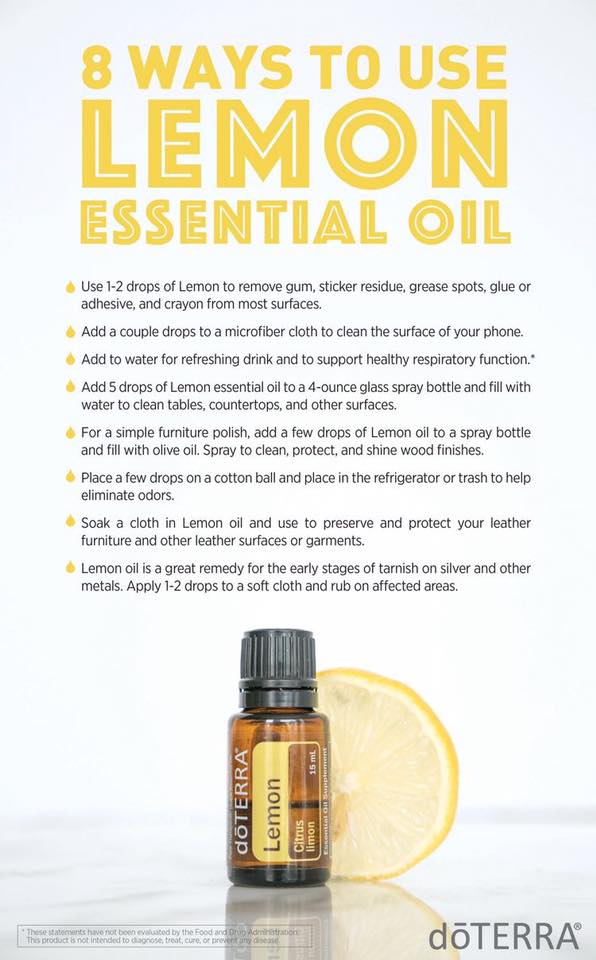 8 WAYS TO USE
LEMON
ESSENTIAL OIL
Use 1-2 drops of Lemon to remove gum, sticker residue, grease spots, glue or
adhesive, and crayon from most surfaces.
Add a couple drops to a microfiber cloth to clean the surface of your phone.
Add to water for refreshing drink and to support healthy respiratory function.*
Add 5 drops of Lemon essential oil to a 4-ounce glass spray bottle and fill with
water to clean tables, countertops, and other surfaces.
For a simple furniture polish, add a few drops of Lemon oil to a spray bottle
and fill with olive oil. Spray to clean, protect, and shine wood finishes.
Place a few drops on a cotton ball and place in the refrigerator or trash to help
eliminate odors.
Soak a cloth in Lemon oil and use to preserve and protect your leather
furniture and other leather surfaces or garments.
Lemon oil is a great remedy for the early stages of tarnish on silver and other
metals. Apply 1-2 drops to a soft cloth and rub on affected areas.
dōTERRA®
Lemon
Citrus
limon
15 mL
Essential Oil Supplement
* These statements have not been evaluated by the Food and Drug Administration.
This product is not intended to diagnose, treat, cure, or prevent any disease.
dōTERRA®